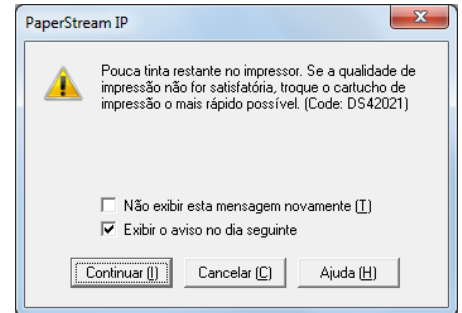 PaperStream IP
Pouca tinta restante no impressor. Se a qualidade de
impressão não for satisfatória, troque o cartucho de
impressão o mais rápido possível. (Code: DS42021)
Não exibir esta mensagem novamente (T)
Exibir o aviso no dia seguinte
Continuar (I) Cancelar (C) Ajuda (H)